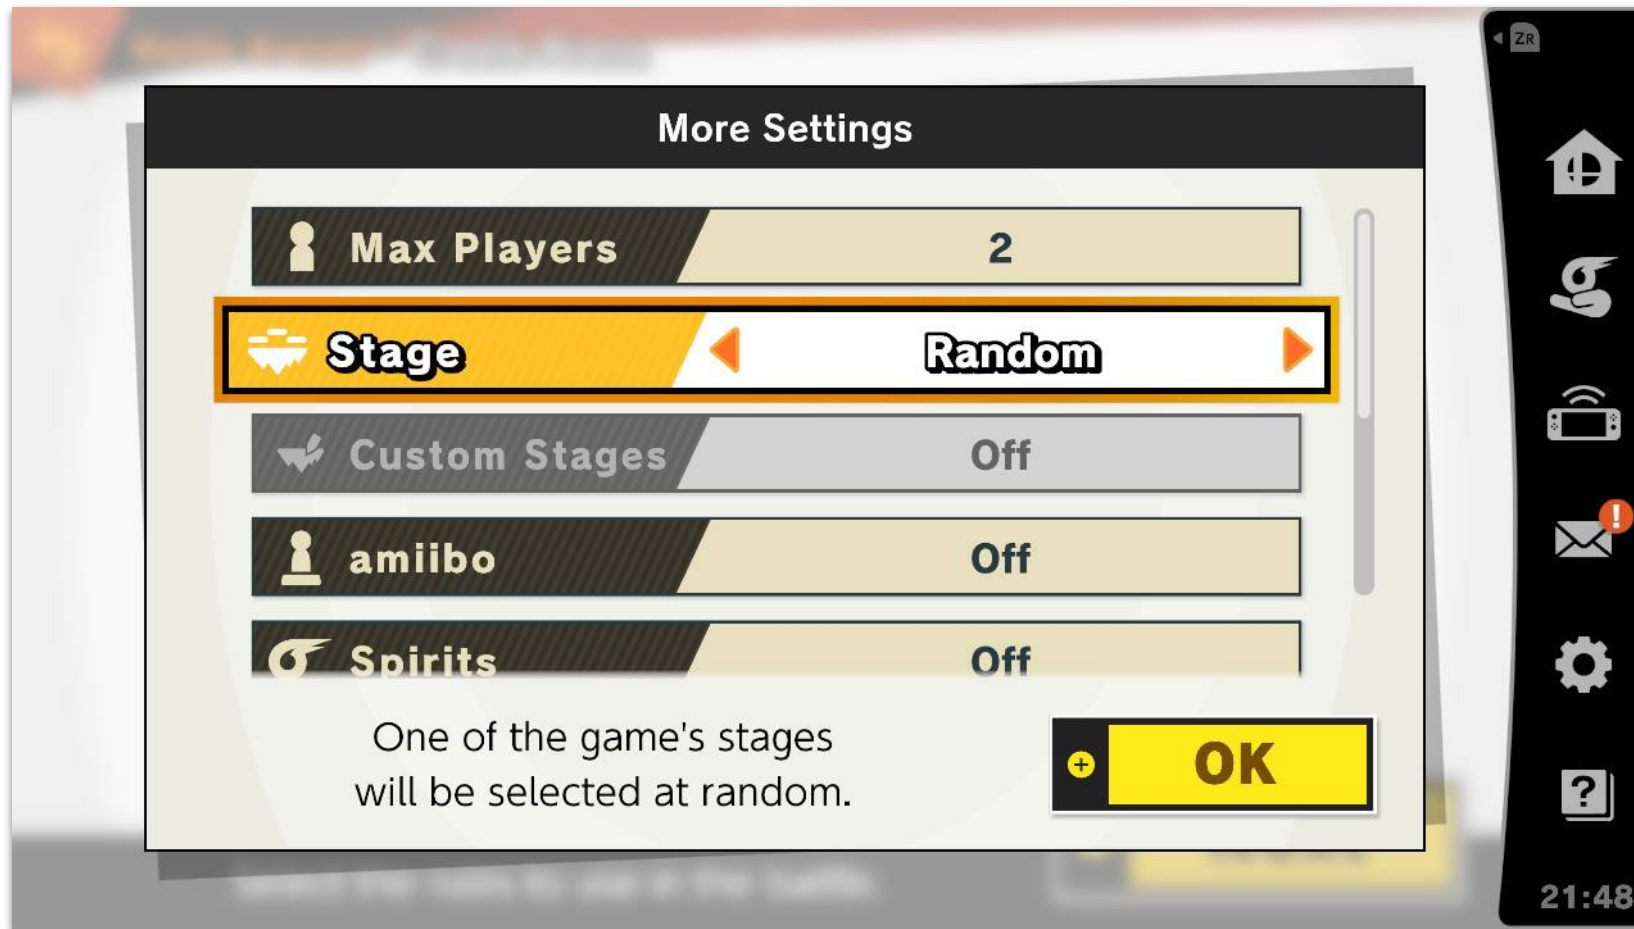 ZR
More Settings
Max Players 2
Stage Random
Custom Stages Off
amiibo Off
Spirits Off
One of the game's stages
will be selected at random.
+ OK
!
?
21:48